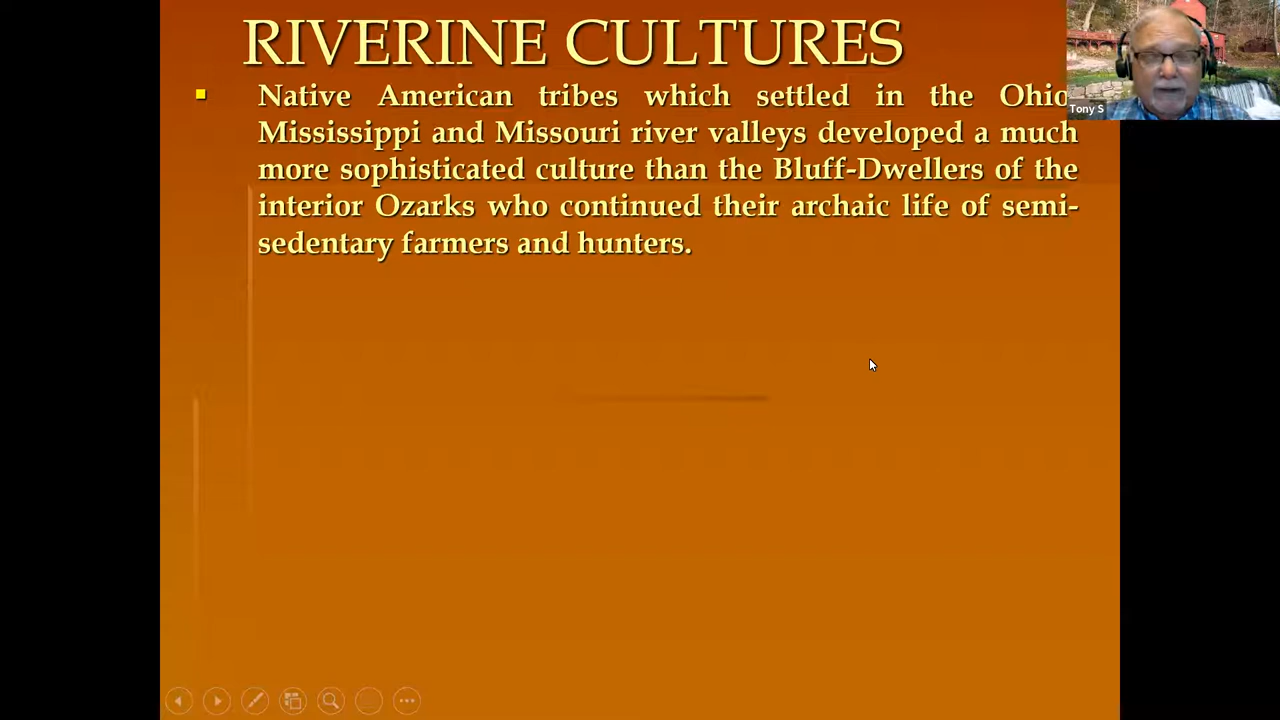 RIVERINE CULTURES
Native American tribes which settled in the Ohio
Mississippi and Missouri river valleys developed a much
more sophisticated culture than the Bluff-Dwellers of the
interior Ozarks who continued their archaic life of semi-
sedentary farmers and hunters.
Tony S